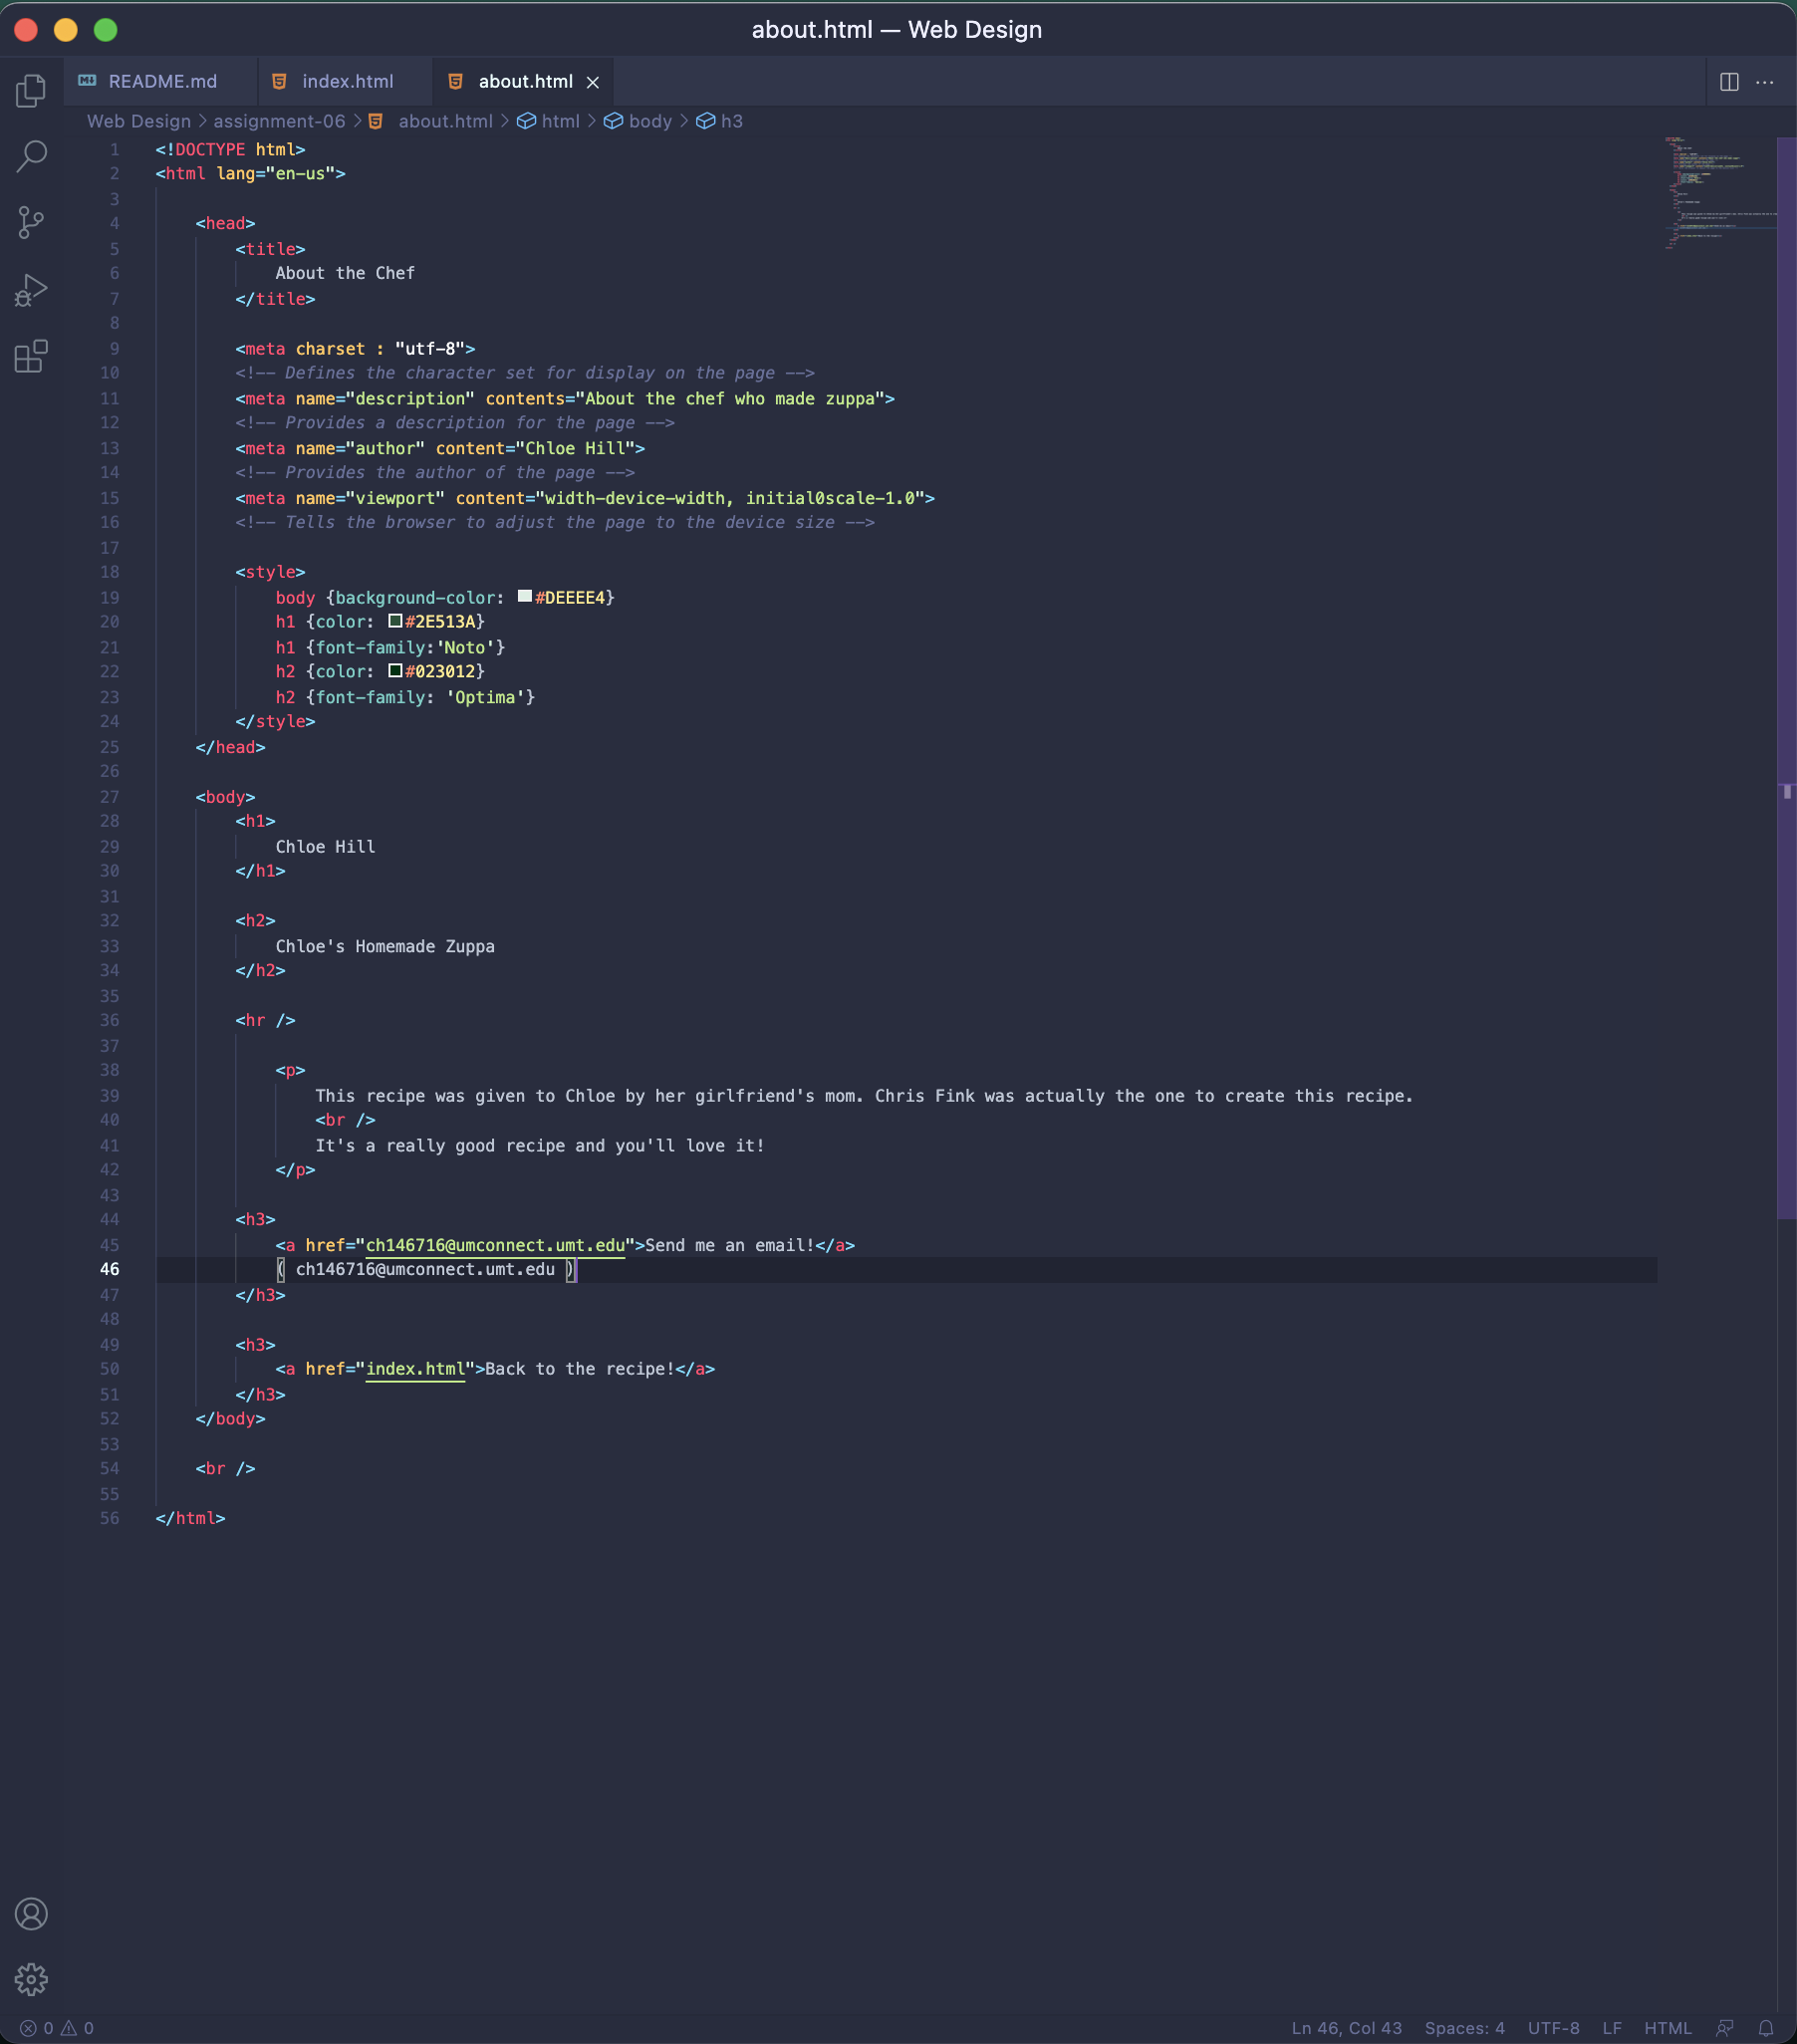 about.html — Web Design
README.md index.html about.html
Web Design > assignment-06 > about.html > html > body > h3
1 <!DOCTYPE html>
2 <html lang="en-us">
3
4 <head>
5 <title>
6 About the Chef
7 </title>
8
9 <meta charset : "utf-8">
10 <!-- Defines the character set for display on the page -->
11 <meta name="description" contents="About the chef who made zuppa">
12 <!-- Provides a description for the page -->
13 <meta name="author" content="Chloe Hill">
14 <!-- Provides the author of the page -->
15 <meta name="viewport" content="width-device-width, initial0scale-1.0">
16 <!-- Tells the browser to adjust the page to the device size -->
17
18 <style>
19 body {background-color: #DEEEE4}
20 h1 {color: #2E513A}
21 h1 {font-family:'Noto'}
22 h2 {color: #023012}
23 h2 {font-family: 'Optima'}
24 </style>
25 </head>
26
27 <body>
28 <h1>
29 Chloe Hill
30 </h1>
31
32 <h2>
33 Chloe's Homemade Zuppa
34 </h2>
35
36 <hr />
37
38 <p>
39 This recipe was given to Chloe by her girlfriend's mom. Chris Fink was actually the one to create this recipe.
40 <br />
41 It's a really good recipe and you'll love it!
42 </p>
43
44 <h3>
45 <a href="ch146716@umconnect.umt.edu">Send me an email!</a>
46 ( ch146716@umconnect.umt.edu )
47 </h3>
48
49 <h3>
50 <a href="index.html">Back to the recipe!</a>
51 </h3>
52 </body>
53
54 <br />
55
56 </html>
0 0 Ln 46, Col 43 Spaces: 4 UTF-8 LF HTML